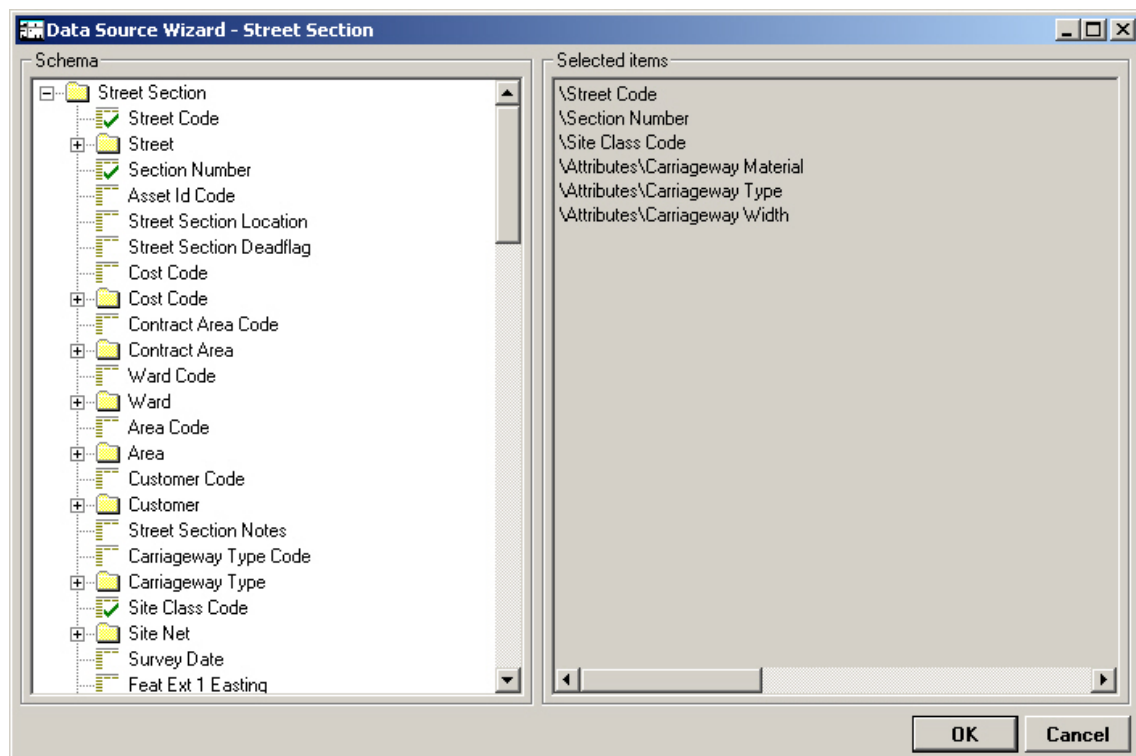 Data Source Wizard - Street Section
Schema
Street Section
Street Code
Street
Section Number
Asset Id Code
Street Section Location
Street Section Deadflag
Cost Code
Cost Code
Contract Area Code
Contract Area
Ward Code
Ward
Area Code
Area
Customer Code
Customer
Street Section Notes
Carriageway Type Code
Carriageway Type
Site Class Code
Site Net
Survey Date
Feat Ext 1 Easting
Selected items
\Street Code
\Section Number
\Site Class Code
\Attributes\Carriageway Material
\Attributes\Carriageway Type
\Attributes\Carriageway Width
OK
Cancel